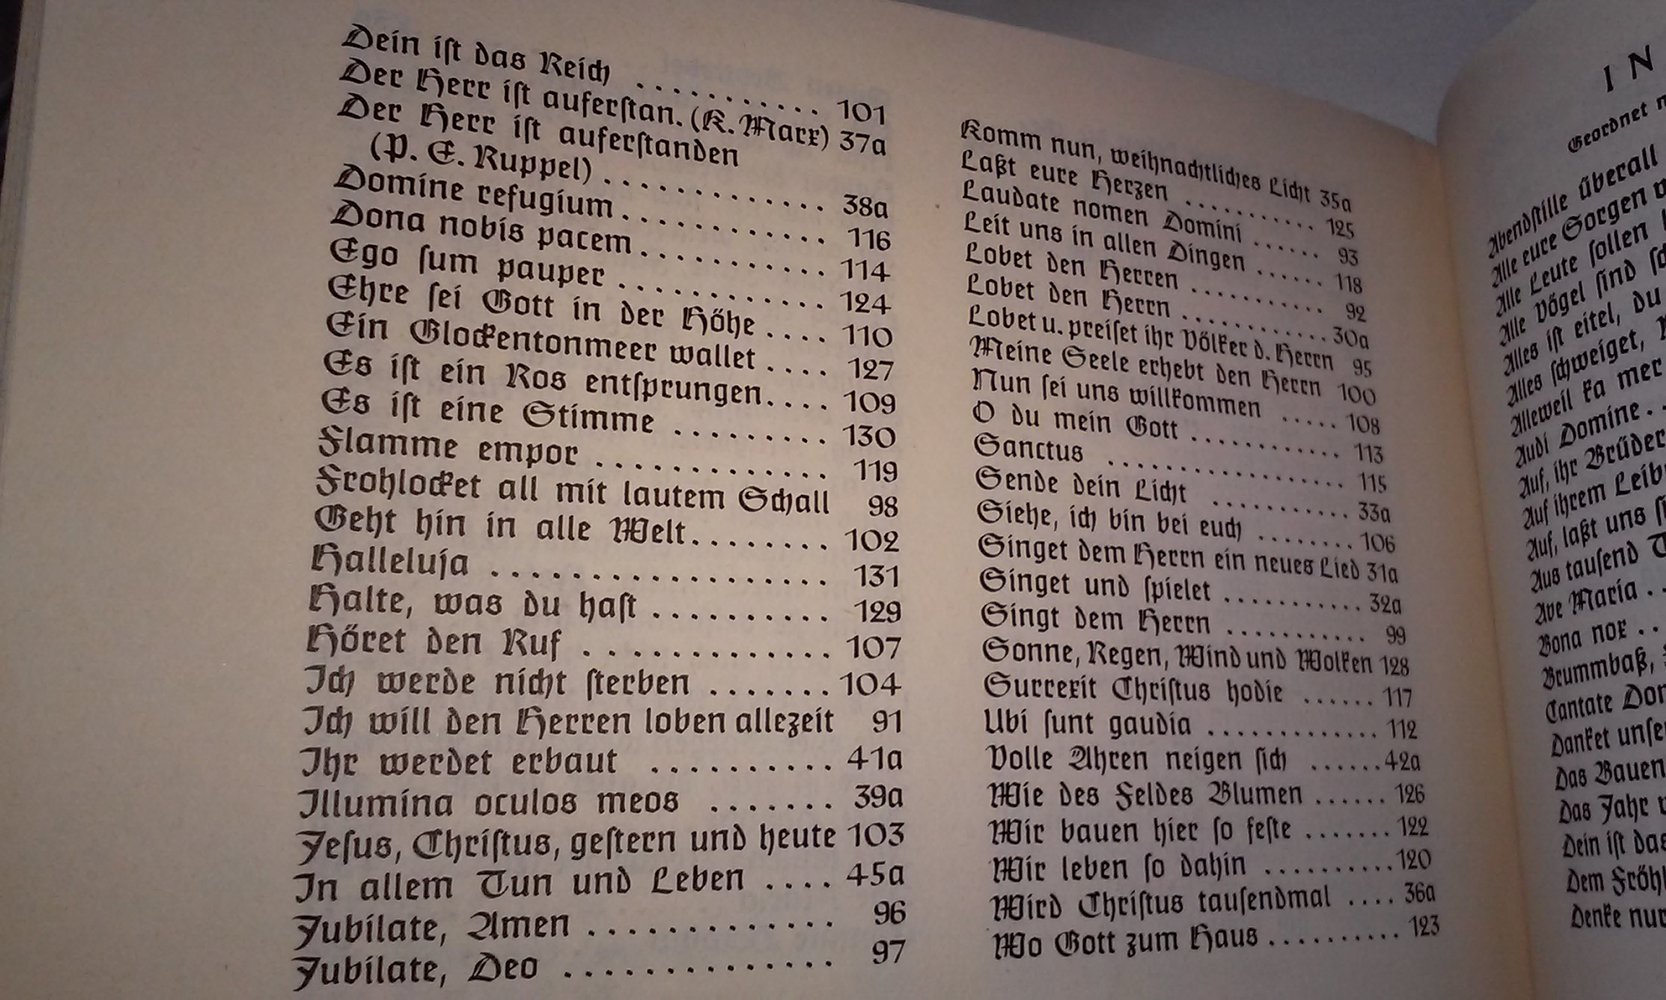 Dein ist das Reich ........... 101
Der Herr ist auferstan. (K. Marx) 37a
Der Herr ist auferstanden
(P. E. Ruppel) ............ 38a
Domine refugium ........... 116
Dona nobis pacem ........... 114
Ego sum pauper ............ 124
Ehre sei Gott in der Höhe .... 110
Ein Glockentonmeer wallet .... 127
Es ist ein Ros entsprungen .... 109
Es ist eine Stimme ......... 130
Flamme empor ............. 119
Frohlocket all mit lautem Schall 98
Geht hin in alle Welt ........ 102
Halleluja .................. 131
Halte, was du hast .......... 129
Höret den Ruf ............. 107
Ich werde nicht sterben ....... 104
Ich will den Herren loben allezeit 91
Ihr werdet erbaut .......... 41a
Illumina oculos meos ....... 39a
Jesus, Christus, gestern und heute 103
In allem Tun und Leben .... 45a
Jubilate, Amen ............. 96
Jubilate, Deo .............. 97
Komm nun, weihnachtliches Licht 35a
Laßt eure Herzen ........... 125
Laudate nomen Domini ...... 93
Leit uns in allen Dingen ...... 118
Lobet den Herren ........... 92
Lobet den Herrn ............ 30a
Lobet u. preiset ihr Völker d. Herrn 95
Meine Seele erhebt den Herrn 100
Nun sei uns willkommen ..... 108
O du mein Gott ............ 113
Sanctus .................. 115
Sende dein Licht ........... 33a
Siehe, ich bin bei euch ........ 106
Singet dem Herrn ein neues Lied 31a
Singet und spielet ........... 32a
Singt dem Herrn ........... 99
Sonne, Regen, Wind und Wolken 128
Surrexit Christus hodie ...... 117
Ubi sunt gaudia ............. 112
Volle Ähren neigen sich ...... 42a
Wie des Feldes Blumen ...... 126
Wir bauen hier so feste ....... 122
Wir leben so dahin .......... 120
Wird Christus tausendmal .... 36a
Wo Gott zum Haus .......... 123
I N
Geordnet
Abendstille überall
Alle eure Sorgen
Alle Leute sollen
Alle Vögel sind
Alles ist eitel, du
Alles schweiget,
Alleweil ka mer
Audi Domine ..
Auf, ihr Brüder
Auf ihrem
Auf, laßt uns
Aus tausend
Ave Maria ..
Bona nox ..
Brummbaß,
Cantate
Danket
Das Bauen
Das Jahr
Dein ist das
Dem
Denke nur